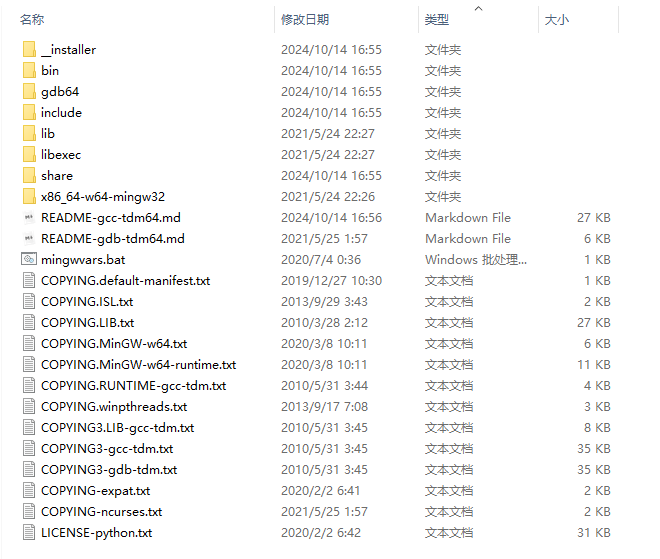 名称 修改日期 类型 大小
__installer 2024/10/14 16:55 文件夹
bin 2024/10/14 16:55 文件夹
gdb64 2024/10/14 16:55 文件夹
include 2024/10/14 16:55 文件夹
lib 2021/5/24 22:27 文件夹
libexec 2021/5/24 22:27 文件夹
share 2024/10/14 16:55 文件夹
x86_64-w64-mingw32 2021/5/24 22:26 文件夹
README-gcc-tdm64.md 2024/10/14 16:56 Markdown File 27 KB
README-gdb-tdm64.md 2021/5/25 1:57 Markdown File 6 KB
mingwvars.bat 2020/7/4 0:36 Windows 批处理... 1 KB
COPYING.default-manifest.txt 2019/12/27 10:30 文本文档 1 KB
COPYING.ISL.txt 2013/9/29 3:43 文本文档 2 KB
COPYING.LIB.txt 2010/3/28 2:12 文本文档 27 KB
COPYING.MinGW-w64.txt 2020/3/8 10:11 文本文档 6 KB
COPYING.MinGW-w64-runtime.txt 2020/3/8 10:11 文本文档 11 KB
COPYING.RUNTIME-gcc-tdm.txt 2010/5/31 3:44 文本文档 4 KB
COPYING.winpthreads.txt 2013/9/17 7:08 文本文档 3 KB
COPYING3.LIB-gcc-tdm.txt 2010/5/31 3:45 文本文档 8 KB
COPYING3-gcc-tdm.txt 2010/5/31 3:45 文本文档 35 KB
COPYING3-gdb-tdm.txt 2010/5/31 3:45 文本文档 35 KB
COPYING-expat.txt 2020/2/2 6:41 文本文档 2 KB
COPYING-ncurses.txt 2021/5/25 1:57 文本文档 2 KB
LICENSE-python.txt 2020/2/2 6:42 文本文档 31 KB